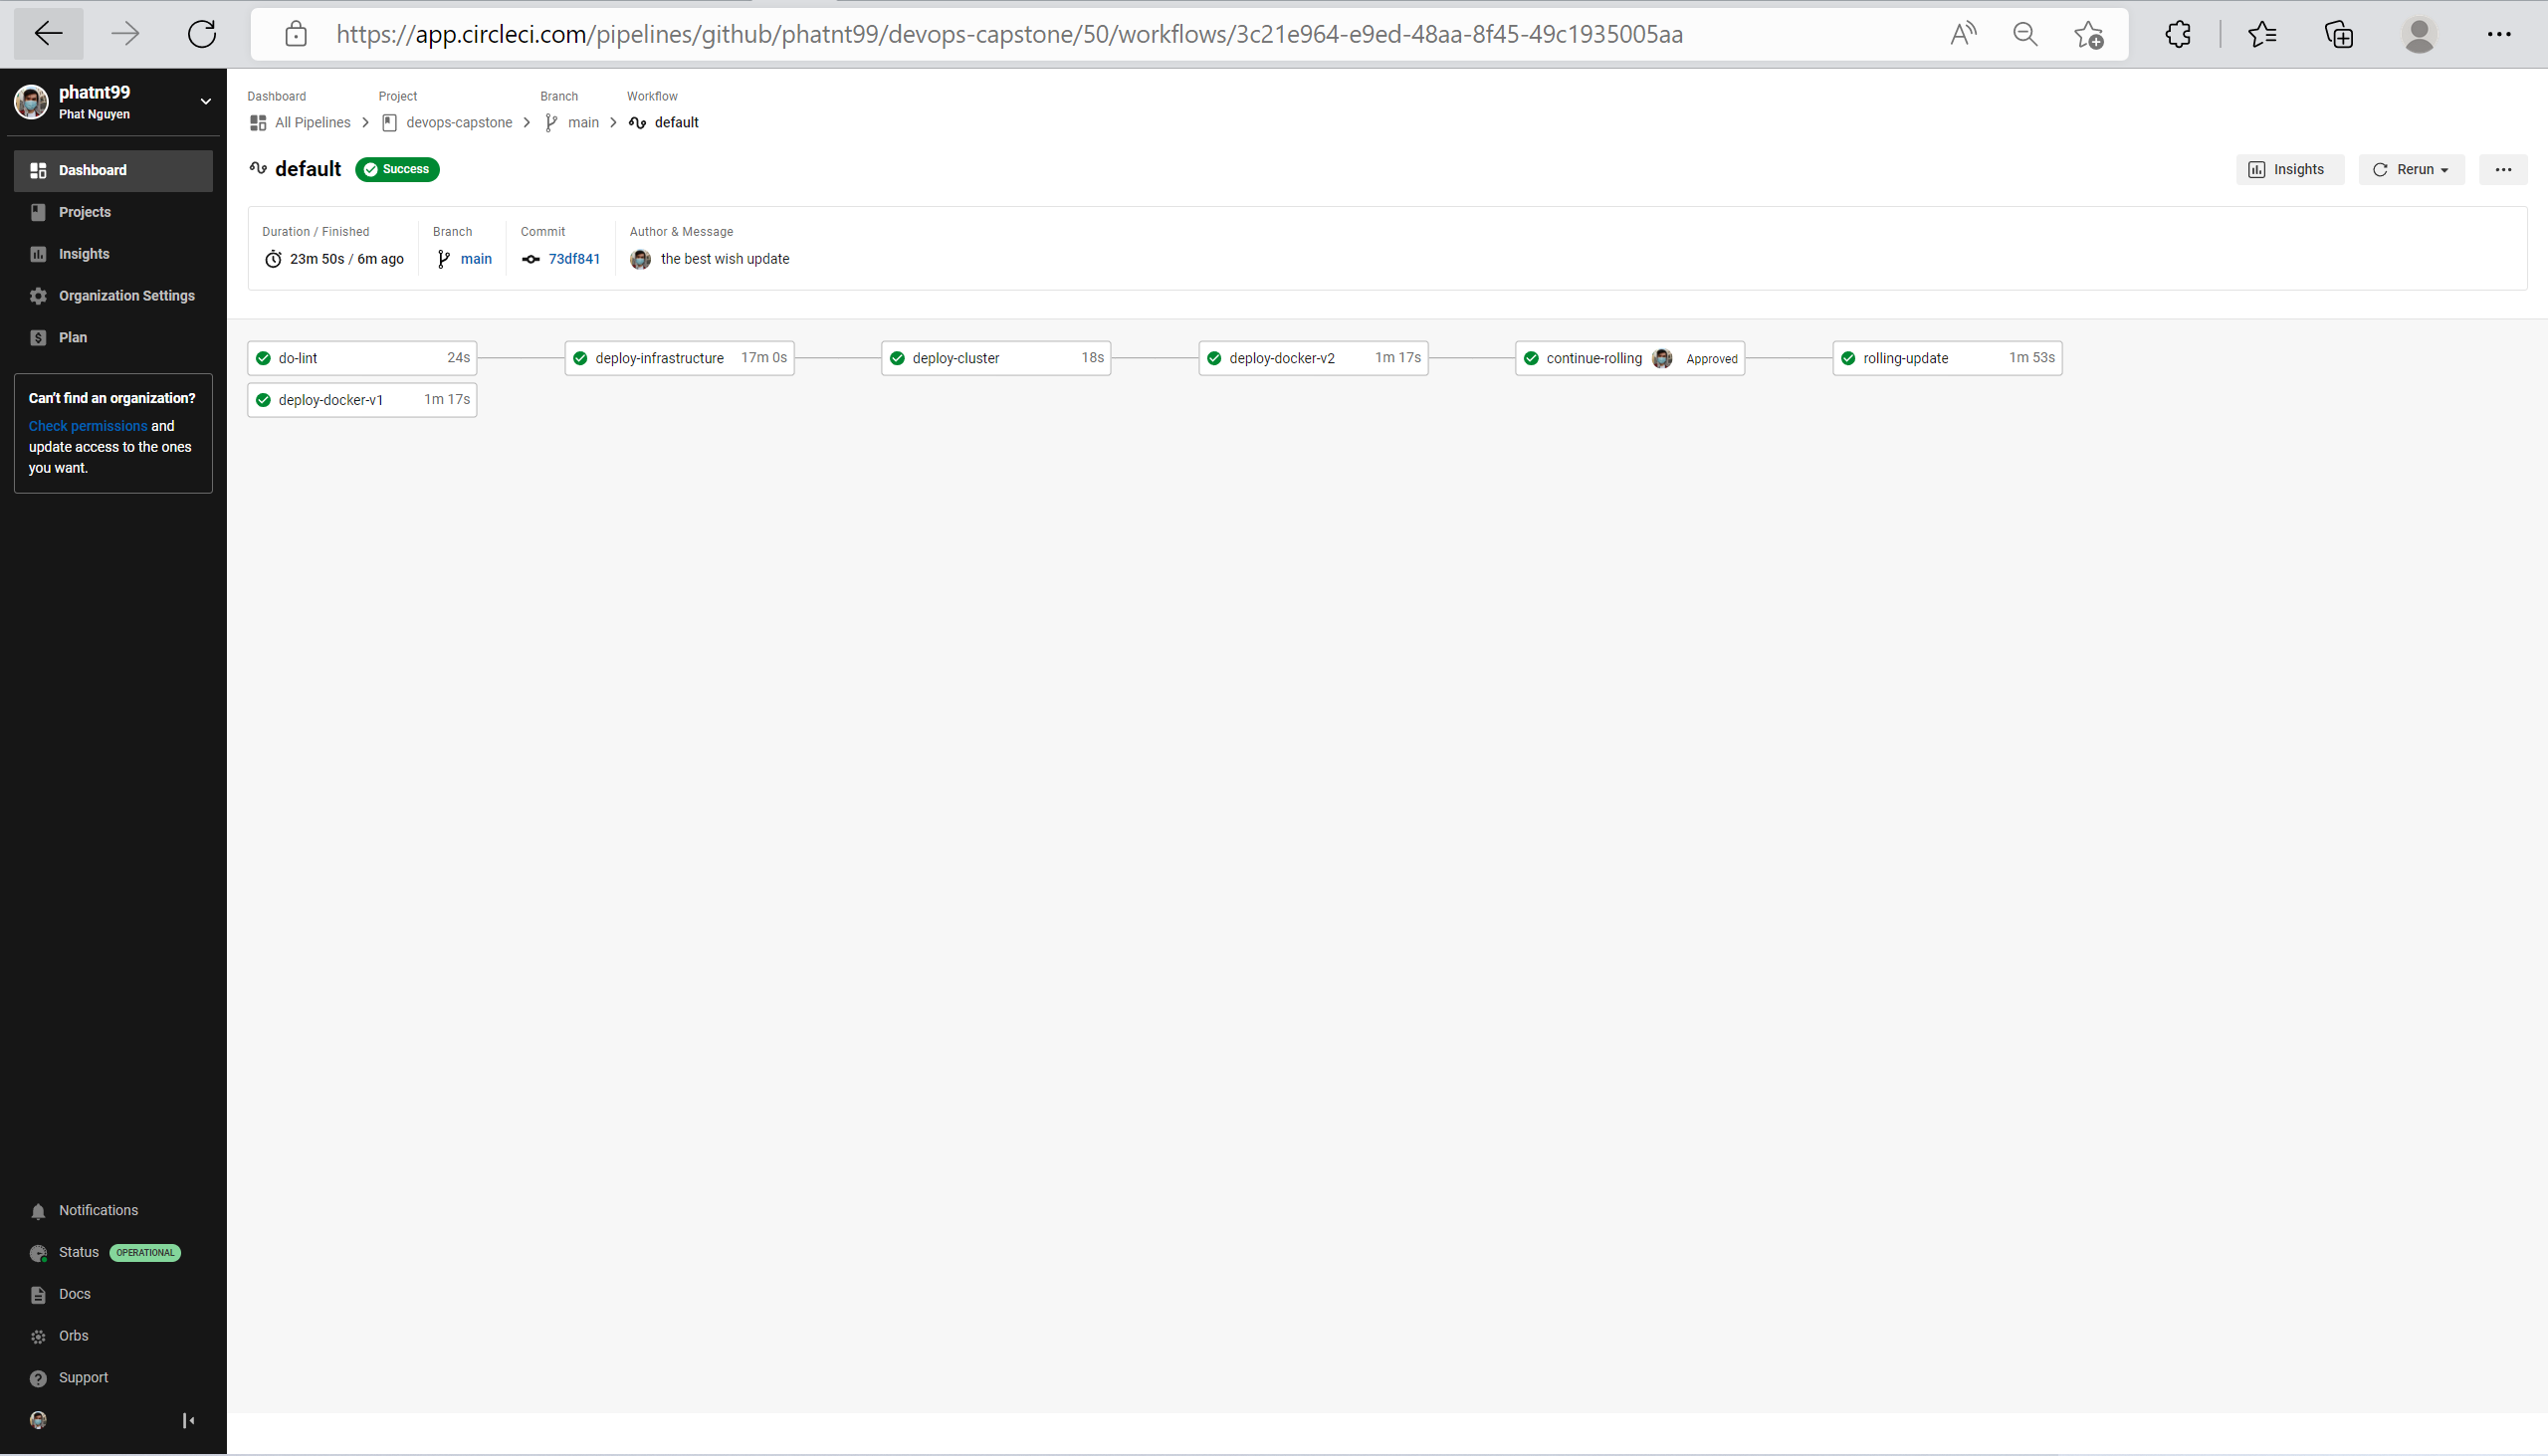 https://app.circleci.com/pipelines/github/phatnt99/devops-capstone/50/workflows/3c21e964-e9ed-48aa-8f45-49c1935005aa
phatnt99
Phat Nguyen
Dashboard
Projects
Insights
Organization Settings
Plan
Can't find an organization?
Check permissions and
update access to the ones
you want.
Notifications
Status OPERATIONAL
Docs
Orbs
Support
Dashboard Project Branch Workflow
All Pipelines devops-capstone main default
default Success
Insights Rerun
Duration / Finished Branch Commit Author & Message
23m 50s / 6m ago main 73df841 the best wish update
do-lint 24s deploy-infrastructure 17m 0s deploy-cluster 18s deploy-docker-v2 1m 17s continue-rolling Approved rolling-update 1m 53s
deploy-docker-v1 1m 17s